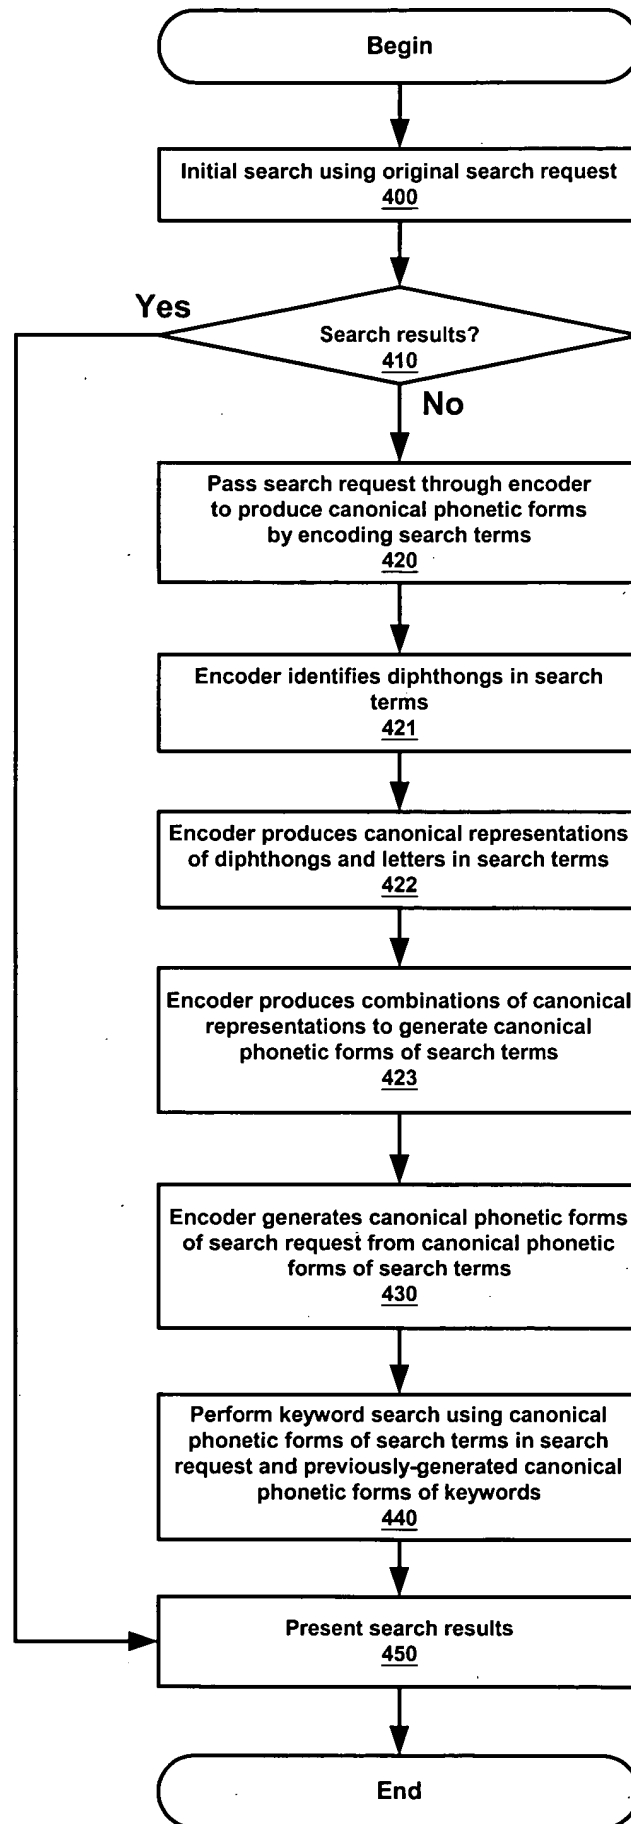 Begin
Initial search using original search request
400
Yes
Search results?
410
No
Pass search request through encoder
to produce canonical phonetic forms
by encoding search terms
420
Encoder identifies diphthongs in search
terms
421
Encoder produces canonical representations
of diphthongs and letters in search terms
422
Encoder produces combinations of canonical
representations to generate canonical
phonetic forms of search terms
423
Encoder generates canonical phonetic forms
of search request from canonical phonetic
forms of search terms
430
Perform keyword search using canonical
phonetic forms of search terms in search
request and previously-generated canonical
phonetic forms of keywords
440
Present search results
450
End